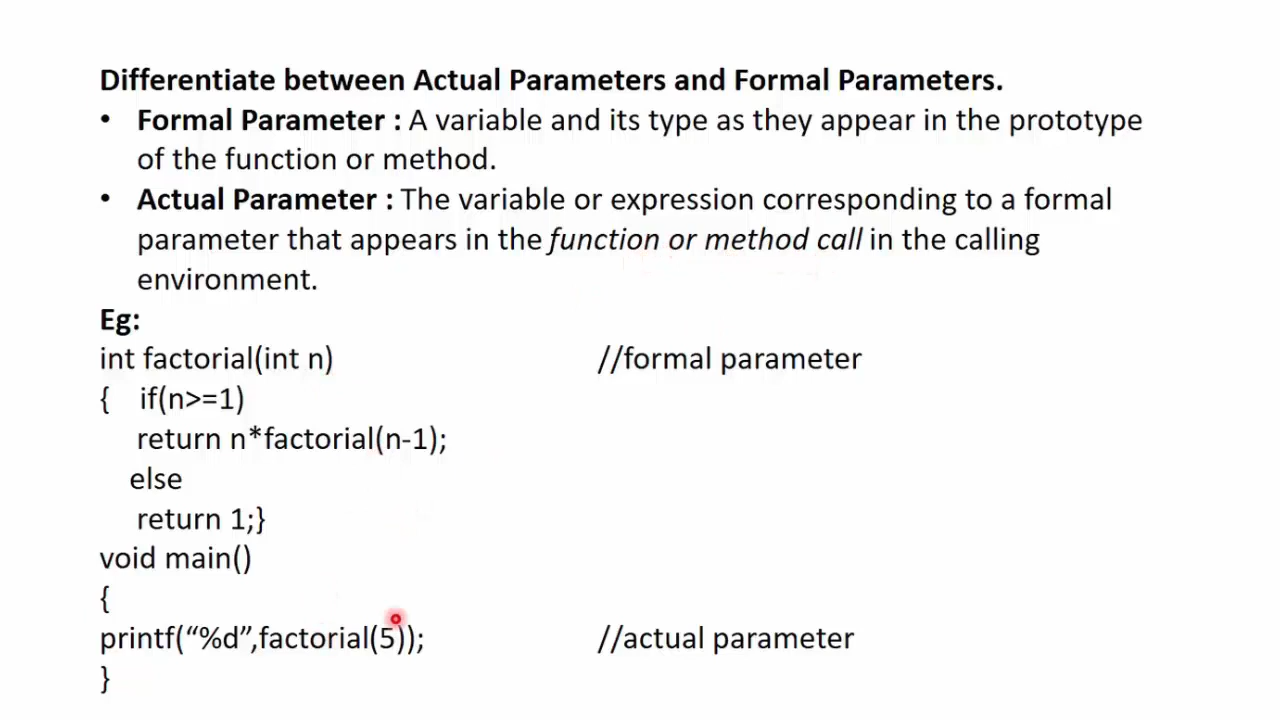 Differentiate between Actual Parameters and Formal Parameters.
• Formal Parameter : A variable and its type as they appear in the prototype
of the function or method.
• Actual Parameter : The variable or expression corresponding to a formal
parameter that appears in the function or method call in the calling
environment.
Eg:
int factorial(int n) //formal parameter
{ if(n>=1)
return n*factorial(n-1);
else
return 1;}
void main()
{
printf(“%d”,factorial(5)); //actual parameter
}